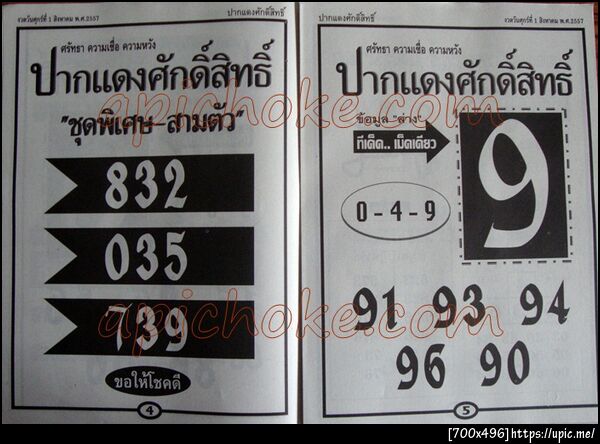 งวดวันศุกร์ที่ 1 สิงหาคม พ.ศ.2557
ปากแดงศักดิ์สิทธิ์
ศรัทธา ความเชื่อ ความหวัง
ปากแดงศักดิ์สิทธิ์
apichoke.com
"ชุดพิเศษ-สามตัว"
832
035
apichoke.com
739
ขอให้โชคดี
4
ปากแดงศักดิ์สิทธิ์
งวดวันศุกร์ที่ 1 สิงหาคม พ.ศ.2557
ศรัทธา ความเชื่อ ความหวัง
ปากแดงศักดิ์สิทธิ์
ข้อมูล "ล่าง"
ทีเด็ด.. เม็ดเดียว
9
0-4-9
91 93 94
96 90
5
[700x496]https://upic.me/